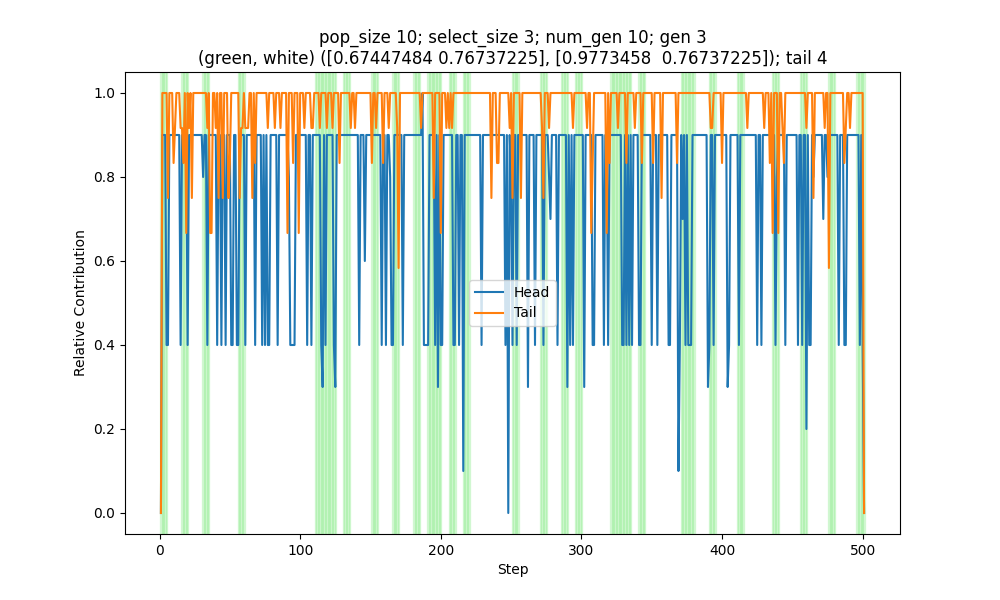 pop_size 10; select_size 3; num_gen 10; gen 3
(green, white) ([0.67447484 0.76737225], [0.9773458  0.76737225]); tail 4
1.0
0.8
0.6
0.4
0.2
0.0
Relative Contribution
Head
Tail
0 100 200 300 400 500
Step